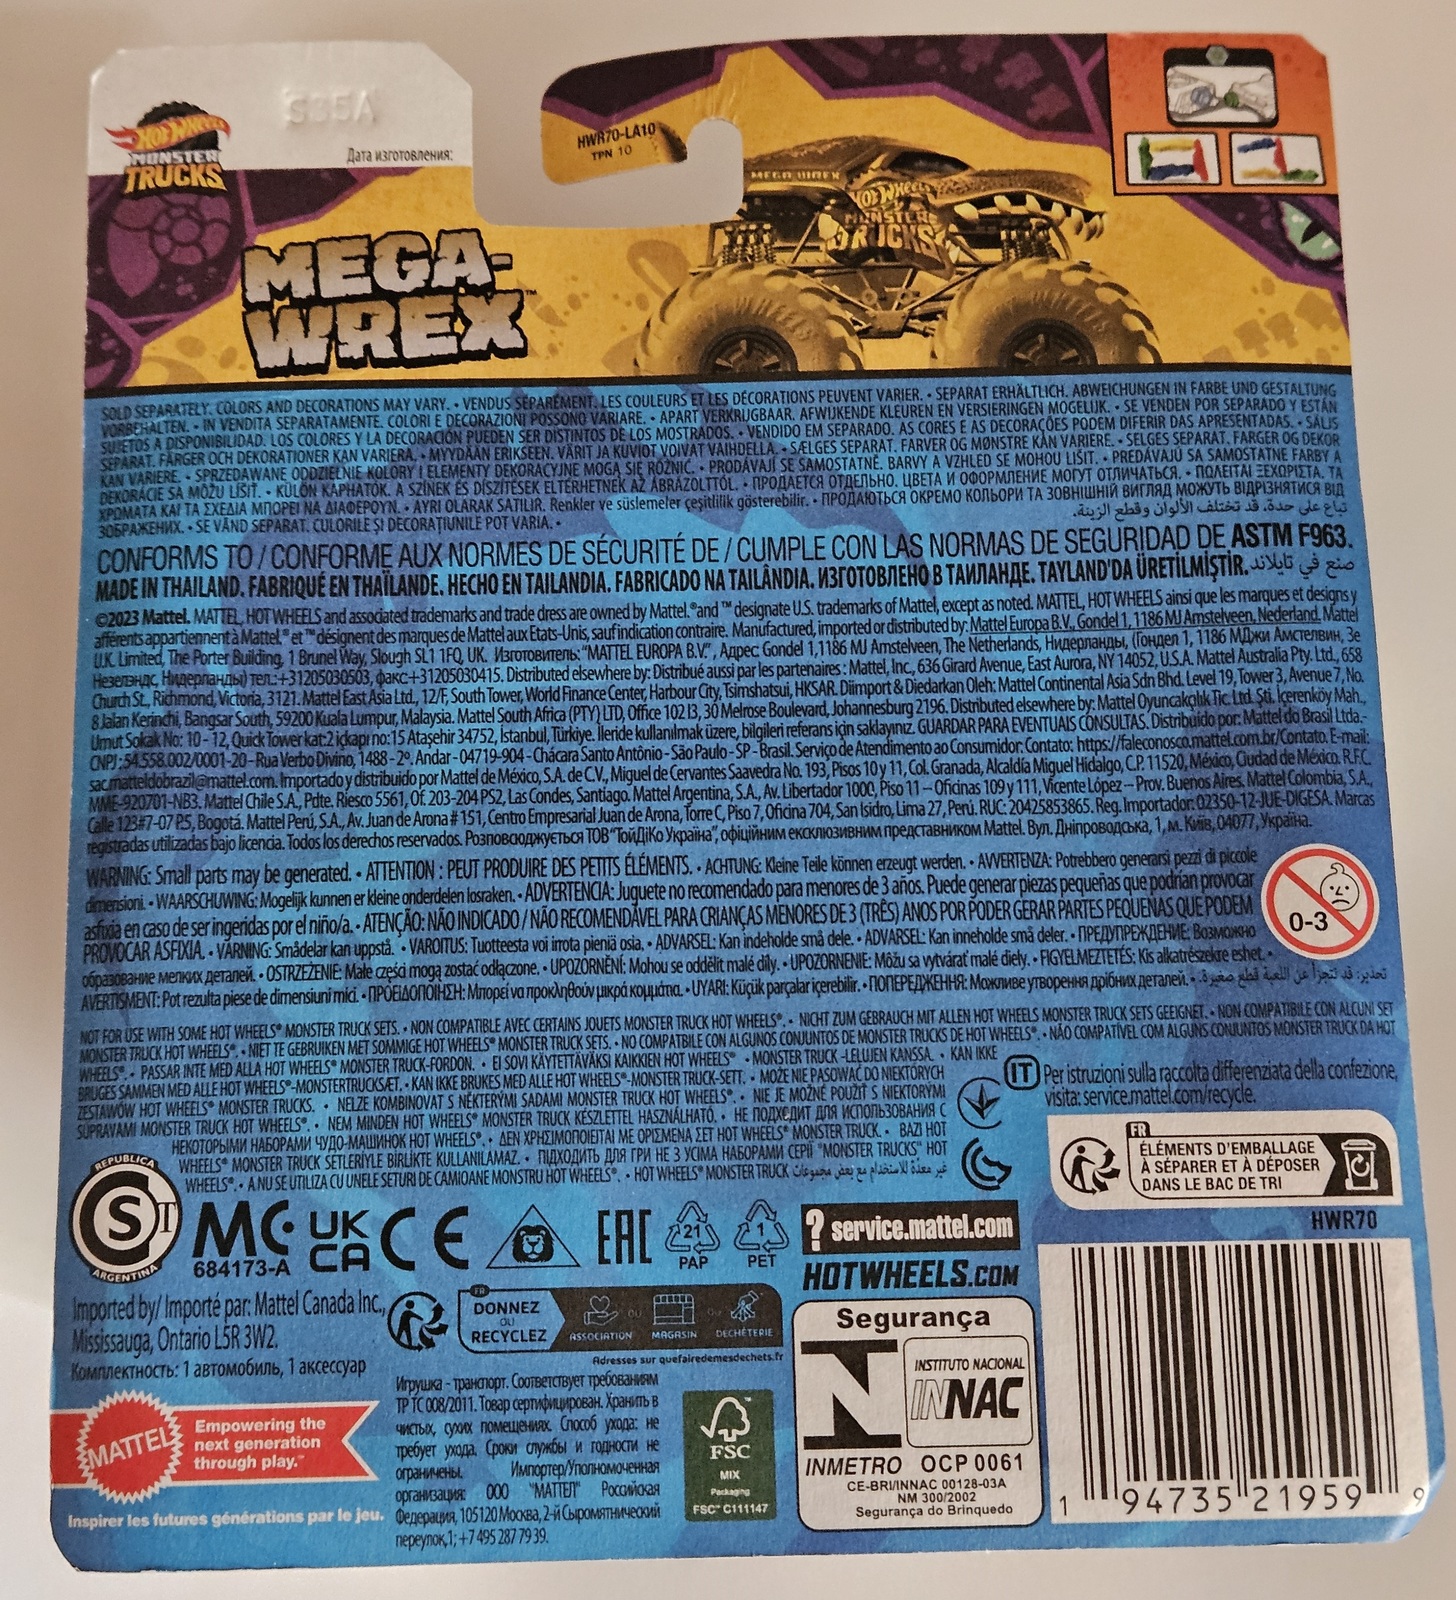 S35A
HOT WHEELS
MONSTER
TRUCKS
Дата изготовления:
HWR70-LA10
TPN 10
MEGA WREX
HOT WHEELS
MONSTER
TRUCKS
WHEELS
WHEELS
MEGA-
WREX™
SOLD SEPARATELY. COLORS AND DECORATIONS MAY VARY. • VENDUS SÉPARÉMENT. LES COULEURS ET LES DÉCORATIONS PEUVENT VARIER. • SEPARAT ERHÄLTLICH. ABWEICHUNGEN IN FARBE UND GESTALTUNG
VORBEHALTEN. • IN VENDITA SEPARATAMENTE. COLORI E DECORAZIONI POSSONO VARIARE. • APART VERKRIJGBAAR. AFWIJKENDE KLEUREN EN VERSIERINGEN MOGELIJK. • SE VENDEN POR SEPARADO Y ESTÁN
SUJETOS A DISPONIBILIDAD. LOS COLORES Y LA DECORACIÓN PUEDEN SER DISTINTOS DE LOS MOSTRADOS. • VENDIDO EM SEPARADO. AS CORES E AS DECORAÇÕES PODEM DIFERIR DAS APRESENTADAS. • SÄLJS
SEPARAT. FÄRGER OCH DEKORATIONER KAN VARIERA. • MYYDÄÄN ERIKSEEN. VÄRIT JA KUVIOT VOIVAT VAIHDELLA. • SÆLGES SEPARAT. FARVER OG MØNSTRE KAN VARIERE. • SELGES SEPARAT. FARGER OG DEKOR
KAN VARIERE. • SPRZEDAWANE ODDZIELNIE KOLORY I ELEMENTY DEKORACYJNE MOGĄ SIĘ RÓŻNIĆ. • PRODÁVAJÍ SE SAMOSTATNĚ. BARVY A VZHLED SE MOHOU LIŠIT. • PREDÁVAJÚ SA SAMOSTATNE FARBY A
DEKORÁCIE SA MÔŽU LÍŠIŤ. • KÜLÖN KAPHATÓK. A SZÍNEK ÉS DÍSZÍTÉSEK ELTÉRHETNEK AZ ÁBRÁZOLTTÓL. • ПРОДАЕТСЯ ОТДЕЛЬНО. ЦВЕТА И ОФОРМЛЕНИЕ МОГУТ ОТЛИЧАТЬСЯ. • ΠΩΛΕΙΤΑΙ ΞΕΧΩΡΙΣΤΑ. ΤΑ
ΧΡΩΜΑΤΑ ΚΑΙ ΤΑ ΣΧΕΔΙΑ ΜΠΟΡΕΙ ΝΑ ΔΙΑΦΕΡΟΥΝ. • AYRI OLARAK SATILIR. Renkler ve süslemeler çeşitlilik gösterebilir. • ПРОДАЮТЬСЯ ОКРЕМО КОЛЬОРИ ТА ЗОВНІШНІЙ ВИГЛЯД МОЖУТЬ ВІДРІЗНЯТИСЯ ВІД
ЗОБРАЖЕНИХ. • SE VÂND SEPARAT. CULORILE ȘI DECORAȚIUNILE POT VARIA. • تباع على حدة. قد تختلف الألوان وقطع الزينة.
CONFORMS TO / CONFORME AUX NORMES DE SÉCURITÉ DE / CUMPLE CON LAS NORMAS DE SEGURIDAD DE ASTM F963.
MADE IN THAILAND. FABRIQUÉ EN THAÏLANDE. HECHO EN TAILANDIA. FABRICADO NA TAILÂNDIA. ИЗГОТОВЛЕНО В ТАИЛАНДЕ. TAYLAND'DA ÜRETİLMİŞTİR. صنع في تايلاند
©2023 Mattel. MATTEL, HOT WHEELS and associated trademarks and trade dress are owned by Mattel.® and ™ designate U.S. trademarks of Mattel, except as noted. MATTEL, HOT WHEELS ainsi que les marques et designs y
afférents appartiennent à Mattel.® et ™ désignent des marques de Mattel aux Etats-Unis, sauf indication contraire. Manufactured, imported or distributed by: Mattel Europa B.V., Gondel 1, 1186 MJ Amstelveen, Nederland. Mattel
U.K. Limited, The Porter Building, 1 Brunel Way, Slough SL1 1FQ, UK. Изготовитель: "MATTEL EUROPA B.V.", Адрес: Gondel 1,1186 MJ Amstelveen, The Netherlands, Нидерланды, (Гондел 1, 1186 МДжи Амстелвин, Зе
Незелэндс, Нидерланды) тел.:+31205030503, факс:+31205030415. Distributed elsewhere by: Distribué aussi par les partenaires : Mattel, Inc., 636 Girard Avenue, East Aurora, NY 14052, U.S.A. Mattel Australia Pty. Ltd., 658
Church St., Richmond, Victoria, 3121. Mattel East Asia Ltd., 12/F, South Tower, World Finance Center, Harbour City, Tsimshatsui, HKSAR. Diimport & Diedarkan Oleh: Mattel Continental Asia Sdn Bhd. Level 19, Tower 3, Avenue 7, No.
8 Jalan Kerinchi, Bangsar South, 59200 Kuala Lumpur, Malaysia. Mattel South Africa (PTY) LTD, Office 102 I3, 30 Melrose Boulevard, Johannesburg 2196. Distributed elsewhere by: Mattel Oyuncakçılık Tic. Ltd. Şti. İçerenköy Mah.,
Umut Sokak No: 10 - 12, Quick Tower kat:2 içkapı no:15 Ataşehir 34752, İstanbul, Türkiye. İleride kullanılmak üzere, bilgileri referans için saklayınız. GUARDAR PARA EVENTUAIS CONSULTAS. Distribuído por: Mattel do Brasil Ltda.-
CNPJ : 54.558.002/0001-20 - Rua Verbo Divino, 1488 - 2º. Andar - 04719-904 - Chácara Santo Antônio - São Paulo - SP - Brasil. Serviço de Atendimento ao Consumidor: Contato: https://faleconosco.mattel.com.br/Contato. E-mail:
sac.matteldobrazil@mattel.com. Importado y distribuido por Mattel de México, S.A. de C.V., Miguel de Cervantes Saavedra No. 193, Pisos 10 y 11, Col. Granada, Alcaldía Miguel Hidalgo, C.P. 11520, México, Ciudad de México. R.F.C.
MME-920701-NB3. Mattel Chile S.A., Pdte. Riesco 5561, Of. 203-204 PS2, Las Condes, Santiago. Mattel Argentina, S.A., Av. Libertador 1000, Piso 11 – Oficinas 109 y 111, Vicente López – Prov. Buenos Aires. Mattel Colombia, S.A.,
Calle 123#7-07 P.5, Bogotá. Mattel Perú, S.A., Av. Juan de Arona # 151, Centro Empresarial Juan de Arona, Torre C, Piso 7, Oficina 704, San Isidro, Lima 27, Perú. RUC: 20425853865. Reg. Importador: 02350-12-JUE-DIGESA. Marcas
registradas utilizadas bajo licencia. Todos los derechos reservados. Розповсюджується ТОВ "ТойДіКо Україна", офіційним ексклюзивним представником Mattel. Вул. Дніпроводська, 1, м. Київ, 04077, Україна.
WARNING: Small parts may be generated. • ATTENTION : PEUT PRODUIRE DES PETITS ÉLÉMENTS. • ACHTUNG: Kleine Teile können erzeugt werden. • AVVERTENZA: Potrebbero generarsi pezzi di piccole
dimensioni. • WAARSCHUWING: Mogelijk kunnen er kleine onderdelen losraken. • ADVERTENCIA: Juguete no recomendado para menores de 3 años. Puede generar piezas pequeñas que podrían provocar
asfixia en caso de ser ingeridas por el niño/a. • ATENÇÃO: NÃO INDICADO / NÃO RECOMENDÁVEL PARA CRIANÇAS MENORES DE 3 (TRÊS) ANOS POR PODER GERAR PARTES PEQUENAS QUE PODEM
PROVOCAR ASFIXIA. • VARNING: Smådelar kan uppstå. • VAROITUS: Tuotteesta voi irrota pieniä osia. • ADVARSEL: Kan indeholde små dele. • ADVARSEL: Kan inneholde små deler. • ПРЕДУПРЕЖДЕНИЕ: Возможно
образование мелких деталей. • OSTRZEŻENIE: Małe części mogą zostać odłączone. • UPOZORNĚNÍ: Mohou se oddělit malé díly. • UPOZORNENIE: Môžu sa vytvárať malé diely. • FIGYELMEZTETÉS: Kis alkatrészekre eshet. •
AVERTISMENT: Pot rezulta piese de dimensiuni mici. • ΠΡΟΕΙΔΟΠΟΙΗΣΗ: Μπορεί να προκληθούν μικρά κομμάτια. • UYARI: Küçük parçalar içerebilir. • ПОПЕРЕДЖЕННЯ: Можливе утворення дрібних деталей. • تحذير: قد تتجزأ عن اللعبة قطع صغيرة.
0-3
NOT FOR USE WITH SOME HOT WHEELS® MONSTER TRUCK SETS. • NON COMPATIBLE AVEC CERTAINS JOUETS MONSTER TRUCK HOT WHEELS®. • NICHT ZUM GEBRAUCH MIT ALLEN HOT WHEELS MONSTER TRUCK SETS GEEIGNET. • NON COMPATIBILE CON ALCUNI SET
MONSTER TRUCK HOT WHEELS®. • NIET TE GEBRUIKEN MET SOMMIGE HOT WHEELS® MONSTER TRUCK SETS. • NO COMPATBILE CON ALGUNOS CONJUNTOS DE MONSTER TRUCKS DE HOT WHEELS®. • NÃO COMPATÍVEL COM ALGUNS CONJUNTOS MONSTER TRUCK DA HOT
WHEELS®. • PASSAR INTE MED ALLA HOT WHEELS® MONSTER TRUCK-FORDON. • EI SOVI KÄYTETTÄVÄKSI KAIKKIEN HOT WHEELS® • MONSTER TRUCK -LELUJEN KANSSA. • KAN IKKE
BRUGES SAMMEN MED ALLE HOT WHEELS®-MONSTERTRUCKSÆT. • KAN IKKE BRUKES MED ALLE HOT WHEELS®-MONSTER TRUCK-SETT. • MOŻE NIE PASOWAĆ DO NIEKTÓRYCH
ZESTAWÓW HOT WHEELS® MONSTER TRUCKS. • NELZE KOMBINOVAT S NĚKTERÝMI SADAMI MONSTER TRUCK HOT WHEELS®. • NIE JE MOŽNÉ POUŽIŤ S NIEKTORÝMI
SÚPRAVAMI MONSTER TRUCK HOT WHEELS®. • NEM MINDEN HOT WHEELS® MONSTER TRUCK KÉSZLETTEL HASZNÁLHATÓ. • НЕ ПОДХОДИТ ДЛЯ ИСПОЛЬЗОВАНИЯ С
НЕКОТОРЫМИ НАБОРАМИ ЧУДО-МАШИНОК HOT WHEELS®. • ΔΕΝ ΧΡΗΣΙΜΟΠΟΙΕΙΤΑΙ ΜΕ ΟΡΙΣΜΕΝΑ ΣΕΤ HOT WHEELS® MONSTER TRUCK. • BAZI HOT
WHEELS® MONSTER TRUCK SETLERİYLE BİRLİKTE KULLANILAMAZ. • ПІДХОДИТЬ ДЛЯ ГРИ НЕ З УСІМА НАБОРАМИ СЕРІЇ "MONSTER TRUCKS" HOT
WHEELS®. • A NU SE UTILIZA CU UNELE SETURI DE CAMIOANE MONSTRU HOT WHEELS®. • HOT WHEELS® MONSTER TRUCK غير معدّة للاستخدام مع بعض مجموعات
IT Per istruzioni sulla raccolta differenziata della confezione,
visita: service.mattel.com/recycle.
FR
ÉLÉMENTS D'EMBALLAGE
À SÉPARER ET À DÉPOSER
DANS LE BAC DE TRI
HWR70
REPUBLICA
S
ARGENTINA
MC
684173-A
UK
CA
CE
EAC
21
PAP
1
PET
? service.mattel.com
HOTWHEELS.COM
Imported by/ Importé par: Mattel Canada Inc.,
Mississauga, Ontario L5R 3W2.
Комплектность: 1 автомобиль, 1 аксессуар
FR
DONNEZ
OU
RECYCLEZ
ASSOCIATION OU MAGASIN OU DÉCHÈTERIE
Adresses sur quefairedemesdechets.fr
MATTEL
Empowering the
next generation
through play.™
Inspirer les futures générations par le jeu.
Игрушка - транспорт. Соответствует требованиям
ТР ТС 008/2011. Товар сертифицирован. Хранить в
чистых, сухих помещениях. Способ ухода: не
требует ухода. Сроки службы и годности не
ограничены. Импортер/Уполномоченная
организация: ООО "МАТТЕЛ" Российская
Федерация, 105120 Москва, 2-й Сыромятнический
переулок,1; +7 495 287 79 39.
FSC
MIX
Packaging
FSC™ C111147
Segurança
INSTITUTO NACIONAL
INNAC
INMETRO OCP 0061
CE-BRI/INNAC 00128-03A
NM 300/2002
Segurança do Brinquedo
1 94735 21959 9